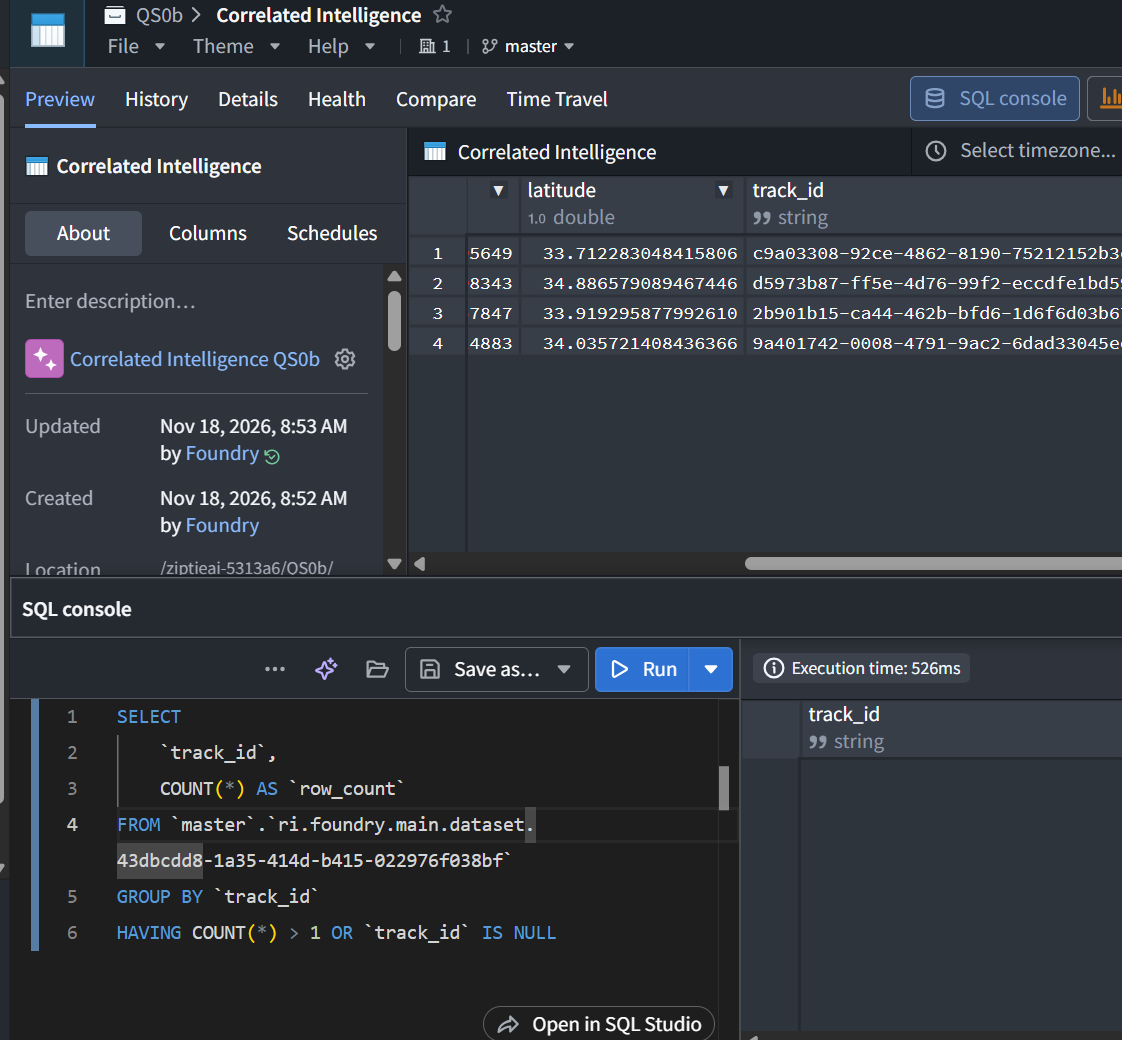 QS0b > Correlated Intelligence
File Theme Help 1 master
Preview History Details Health Compare Time Travel SQL console
Correlated Intelligence
About Columns Schedules
Enter description…
Correlated Intelligence QS0b
Updated Nov 18, 2026, 8:53 AM
by Foundry
Created Nov 18, 2026, 8:52 AM
by Foundry
Location /ziptieai-5313a6/QS0b/
Correlated Intelligence Select timezone...
latitude track_id
1.0 double string
1 5649 33.712283048415806 c9a03308-92ce-4862-8190-75212152b3
2 8343 34.886579089467446 d5973b87-ff5e-4d76-99f2-eccdfe1bd5
3 7847 33.919295877992610 2b901b15-ca44-462b-bfd6-1d6f6d03b6
4 4883 34.035721408436366 9a401742-0008-4791-9ac2-6dad33045e
SQL console
Save as... Run
1 SELECT
2 `track_id`,
3 COUNT(*) AS `row_count`
4 FROM `master`.`ri.foundry.main.dataset.
43dbcdd8-1a35-414d-b415-022976f038bf`
5 GROUP BY `track_id`
6 HAVING COUNT(*) > 1 OR `track_id` IS NULL
Open in SQL Studio
Execution time: 526ms
track_id
string